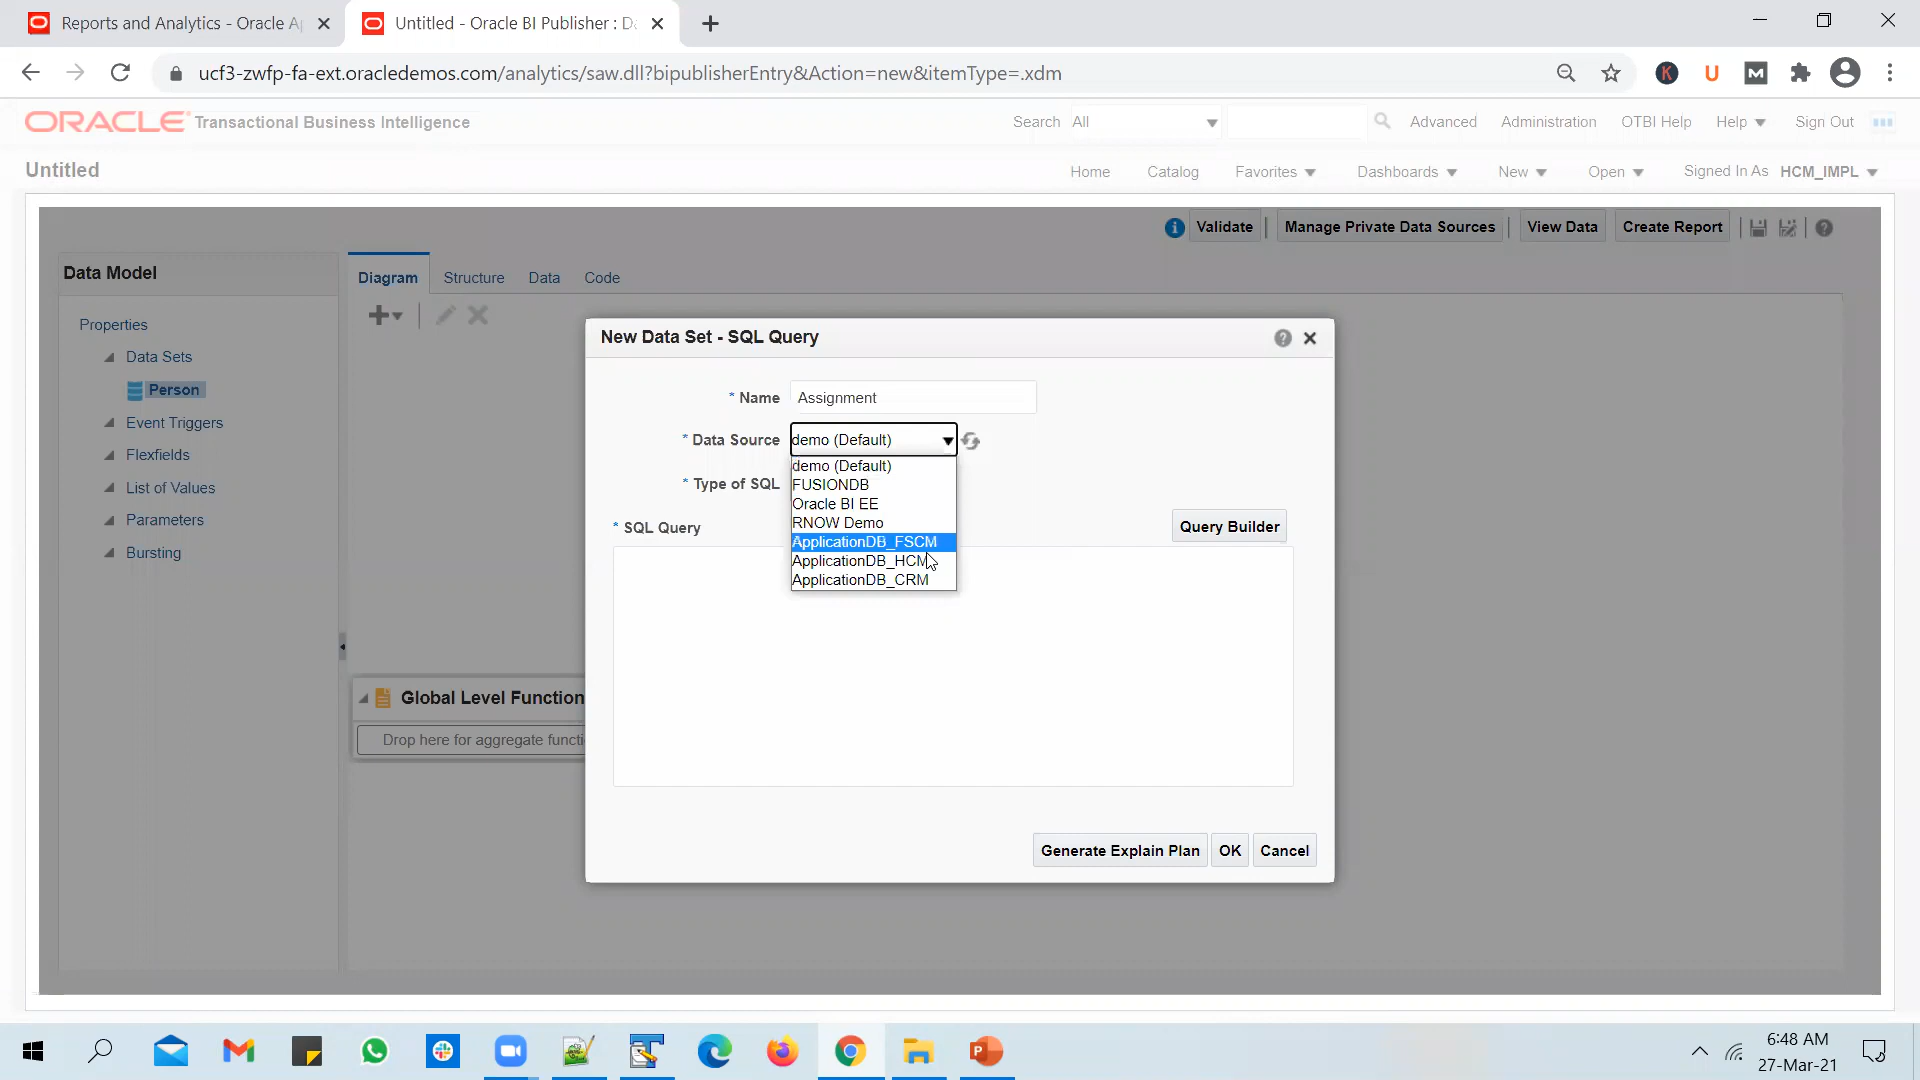 Reports and Analytics - Oracle Ap
Untitled - Oracle BI Publisher : Da
ucf3-zwfp-fa-ext.oracledemos.com/analytics/saw.dll?bipublisherEntry&Action=new&itemType=.xdm
K U M
ORACLE Transactional Business Intelligence
Search All Advanced Administration OTBI Help Help Sign Out
Untitled
Home Catalog Favorites Dashboards New Open Signed In As HCM_IMPL
Validate Manage Private Data Sources View Data Create Report
Data Model
Diagram Structure Data Code
Properties
Data Sets
Person
Event Triggers
Flexfields
List of Values
Parameters
Bursting
New Data Set - SQL Query
* Name Assignment
* Data Source demo (Default)
demo (Default)
FUSIONDB
* Type of SQL
Oracle BI EE
RNOW Demo
* SQL Query
Query Builder
ApplicationDB_FSCM
ApplicationDB_HCM
ApplicationDB_CRM
Global Level Function
Drop here for aggregate functi
Generate Explain Plan OK Cancel
6:48 AM
27-Mar-21